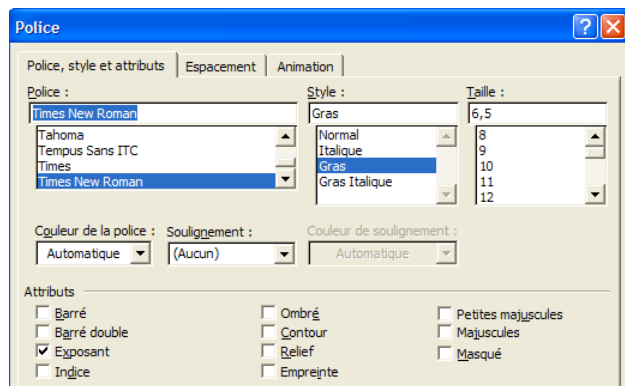 Police
Police, style et attributs Espacement Animation
Police : Style : Taille :
Times New Roman Gras 6,5
Tahoma Normal 8
Tempus Sans ITC Italique 9
Times Gras 10
Times New Roman Gras Italique 11
12
Couleur de la police : Soulignement : Couleur de soulignement :
Automatique (Aucun) Automatique
Attributs
Barré Ombré Petites majuscules
Barré double Contour Majuscules
Exposant Relief Masqué
Indice Empreinte